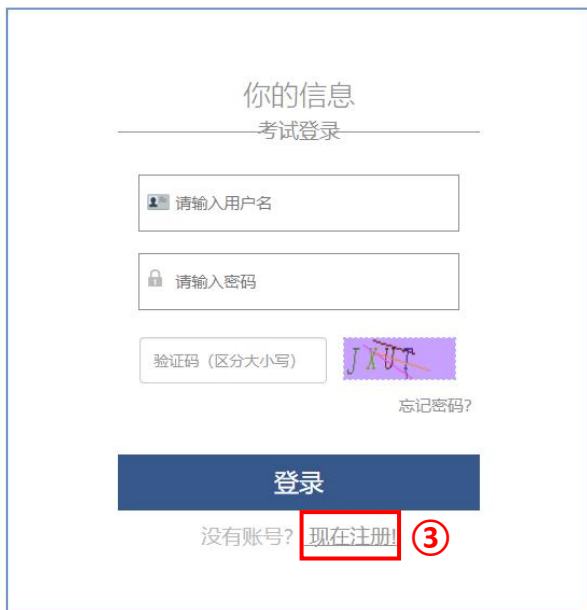 你的信息
考试登录
请输入用户名
请输入密码
验证码（区分大小写）
JXUT
忘记密码?
登录
没有账号? 现在注册! ③